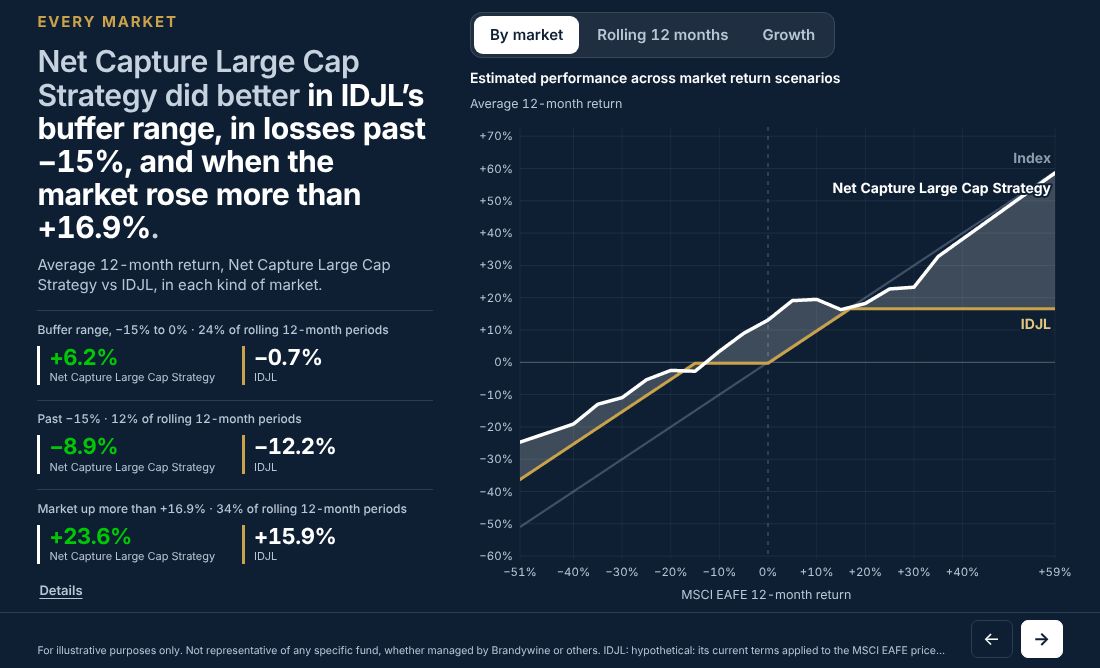 EVERY MARKET
Net Capture Large Cap
Strategy did better in IDJL’s
buffer range, in losses past
−15%, and when the
market rose more than
+16.9%.
Average 12-month return, Net Capture Large Cap
Strategy vs IDJL, in each kind of market.
Buffer range, −15% to 0% · 24% of rolling 12-month periods
+6.2%
Net Capture Large Cap Strategy
−0.7%
IDJL
Past −15% · 12% of rolling 12-month periods
−8.9%
Net Capture Large Cap Strategy
−12.2%
IDJL
Market up more than +16.9% · 34% of rolling 12-month periods
+23.6%
Net Capture Large Cap Strategy
+15.9%
IDJL
Details
By market Rolling 12 months Growth
Estimated performance across market return scenarios
Average 12-month return
+70%
+60%
+50%
+40%
+30%
+20%
+10%
0%
−10%
−20%
−30%
−40%
−50%
−60%
Index
Net Capture Large Cap Strategy
IDJL
−51% −40% −30% −20% −10% 0% +10% +20% +30% +40% +59%
MSCI EAFE 12-month return
For illustrative purposes only. Not representative of any specific fund, whether managed by Brandywine or others. IDJL: hypothetical: its current terms applied to the MSCI EAFE price...